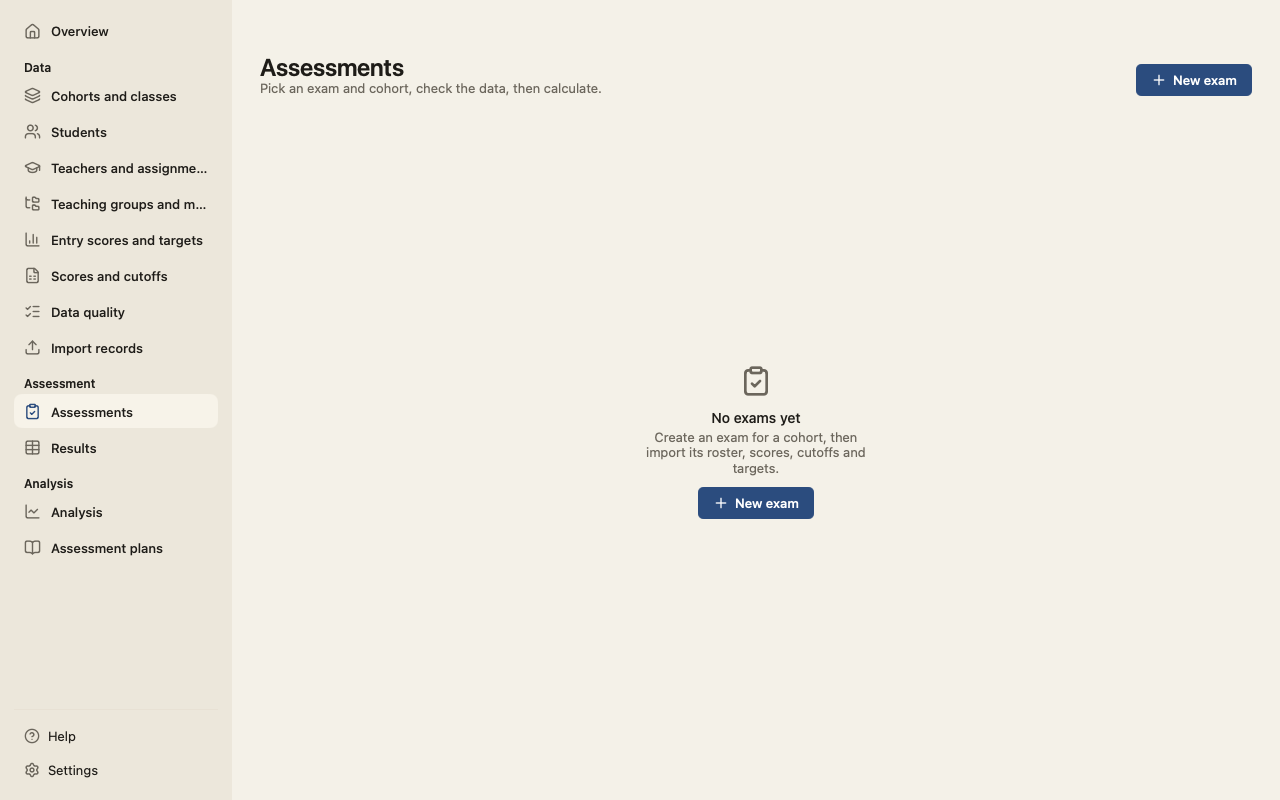 Overview
Data
Cohorts and classes
Students
Teachers and assignme...
Teaching groups and m...
Entry scores and targets
Scores and cutoffs
Data quality
Import records
Assessment
Assessments
Results
Analysis
Analysis
Assessment plans
Help
Settings
Assessments
Pick an exam and cohort, check the data, then calculate.
New exam
No exams yet
Create an exam for a cohort, then
import its roster, scores, cutoffs and
targets.
New exam